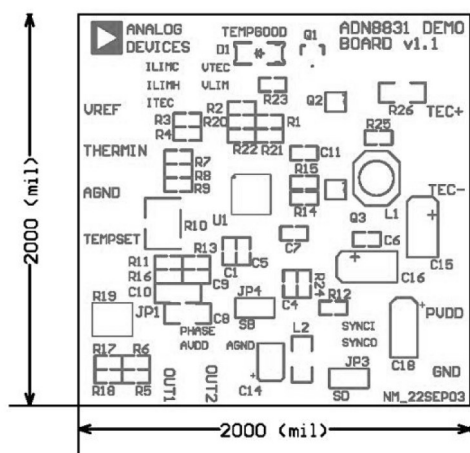 ANALOG
DEVICES
TEMPGOOD
D1
Q1
ADN8831 DEMO
BOARD v1.1
ILIMC
VTEC
ILIMH
VLIM
ITEC
R23
Q2
R26
VREF
TEC+
R2
R3
R20
R1
R4
R25
R22
R21
C11
THERMIN
R7
R8
R9
R15
R14
AGND
U1
R10
Q3
L1
TEC-
TEMPSET
C7
C6
C15
R13
R11
R16
C1
C5
C10
C9
C16
R24
C4
R19
JP1
C8
JP4
SB
R12
PVDD
PHASE
AVDD
L2
SYNCI
SYNCO
R17
R6
AGND
C18
JP3
GND
R18
R5
OUT1
OUT2
C14
SD
NM_22SEP03
2000 (mil)
2000 (mil)